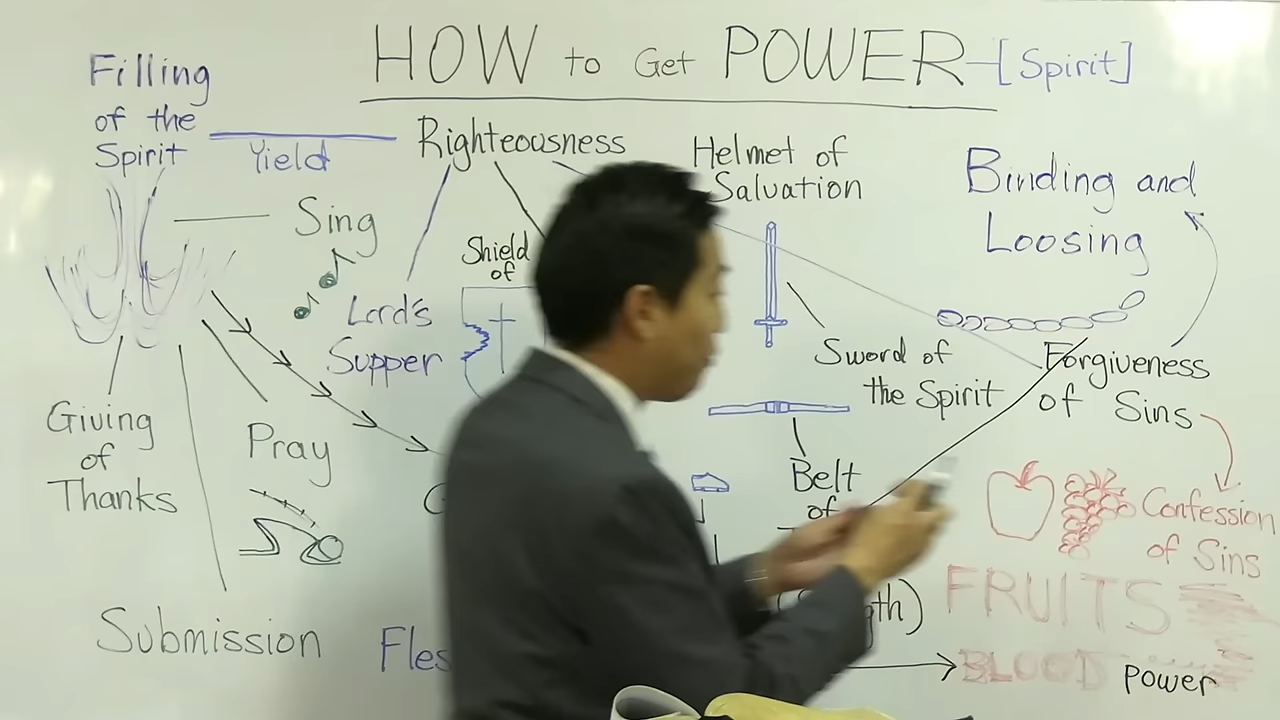 HOW to Get POWER-[Spirit]
Filling
of the
Spirit
Yield
Righteousness
Helmet of
Salvation
Binding and
Loosing
Sing
Shield
of
Lord's
Supper
Sword of
the Spirit
Forgiveness
of Sins
Giving
of
Thanks
Pray
Belt
of
Confession
of Sins
FRUITS
Submission
BLOOD
Power